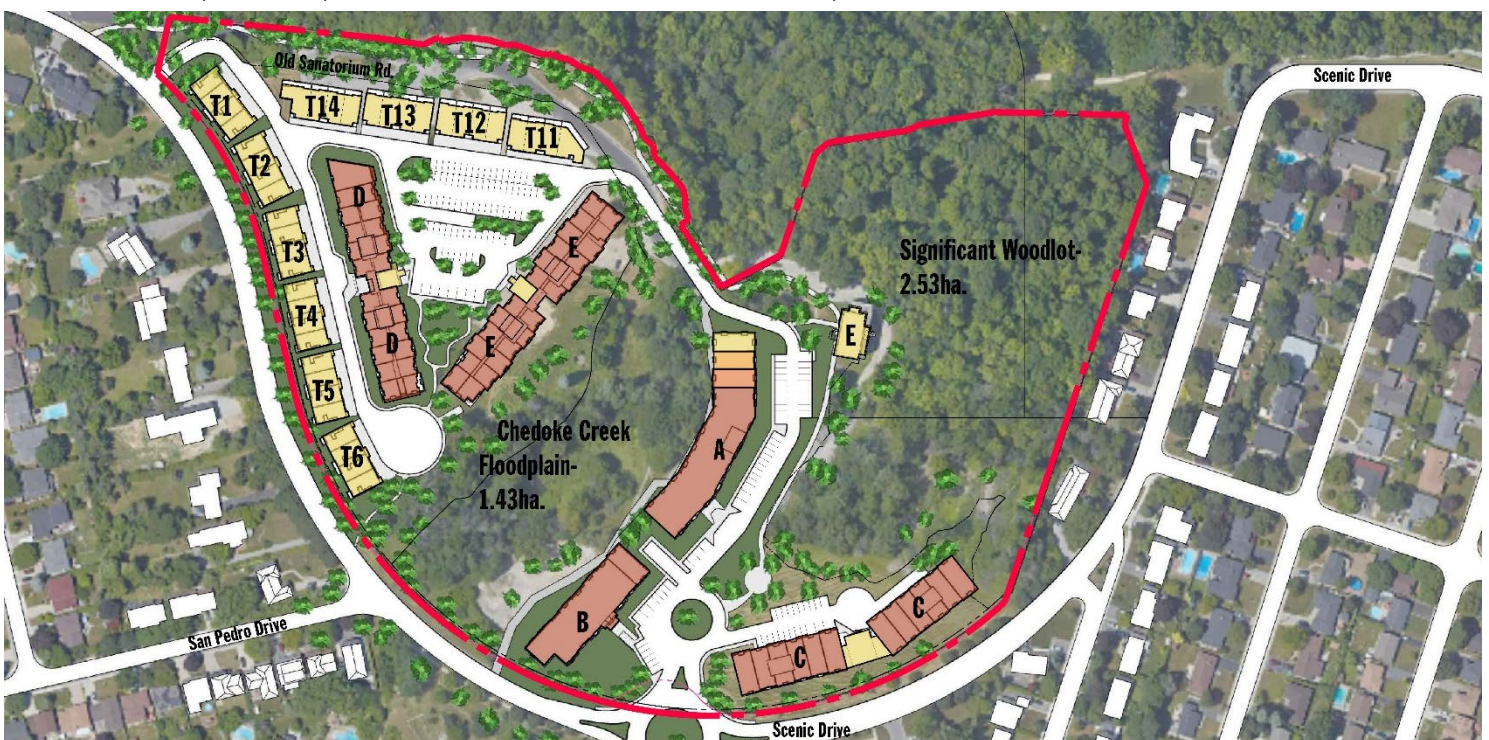 Scenic Drive
Old Sanatorium Rd.
T1
T14
T13
T12
T11
T2
D
E
T3
Significant Woodlot-
2.53ha.
T4
D
E
E
T5
A
T6
Chedoke Creek
Floodplain-
1.43ha.
San Pedro Drive
B
C
C
Scenic Drive